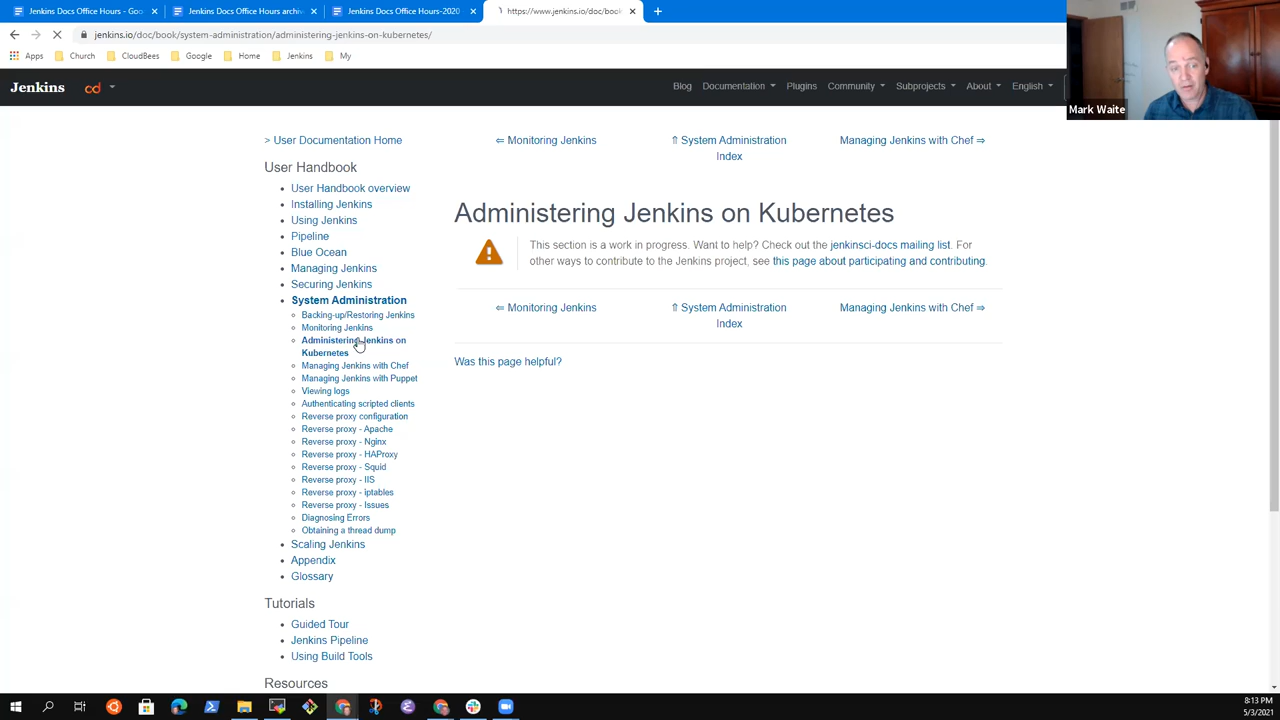 Jenkins Docs Office Hours - Goo
Jenkins Docs Office Hours archiv
Jenkins Docs Office Hours-2020
https://www.jenkins.io/doc/book
jenkins.io/doc/book/system-administration/administering-jenkins-on-kubernetes/
Apps
Church
CloudBees
Google
Home
Jenkins
My
Jenkins
cd
Blog
Documentation
Plugins
Community
Subprojects
About
English
Mark Waite
> User Documentation Home
User Handbook
User Handbook overview
Installing Jenkins
Using Jenkins
Pipeline
Blue Ocean
Managing Jenkins
Securing Jenkins
System Administration
Backing-up/Restoring Jenkins
Monitoring Jenkins
Administering Jenkins on
Kubernetes
Managing Jenkins with Chef
Managing Jenkins with Puppet
Viewing logs
Authenticating scripted clients
Reverse proxy configuration
Reverse proxy - Apache
Reverse proxy - Nginx
Reverse proxy - HAProxy
Reverse proxy - Squid
Reverse proxy - IIS
Reverse proxy - iptables
Reverse proxy - Issues
Diagnosing Errors
Obtaining a thread dump
Scaling Jenkins
Appendix
Glossary
Tutorials
Guided Tour
Jenkins Pipeline
Using Build Tools
Resources
⇐ Monitoring Jenkins
⇑ System Administration
Index
Managing Jenkins with Chef ⇒
Administering Jenkins on Kubernetes
This section is a work in progress. Want to help? Check out the jenkinsci-docs mailing list. For
other ways to contribute to the Jenkins project, see this page about participating and contributing.
⇐ Monitoring Jenkins
⇑ System Administration
Index
Managing Jenkins with Chef ⇒
Was this page helpful?
8:13 PM
5/3/2021